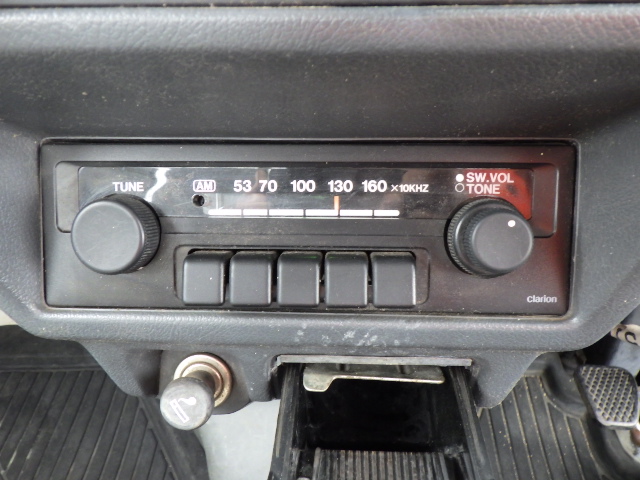 TUNE AM 53 70 100 130 160 ×10KHZ SW.VOL
TONE
clarion